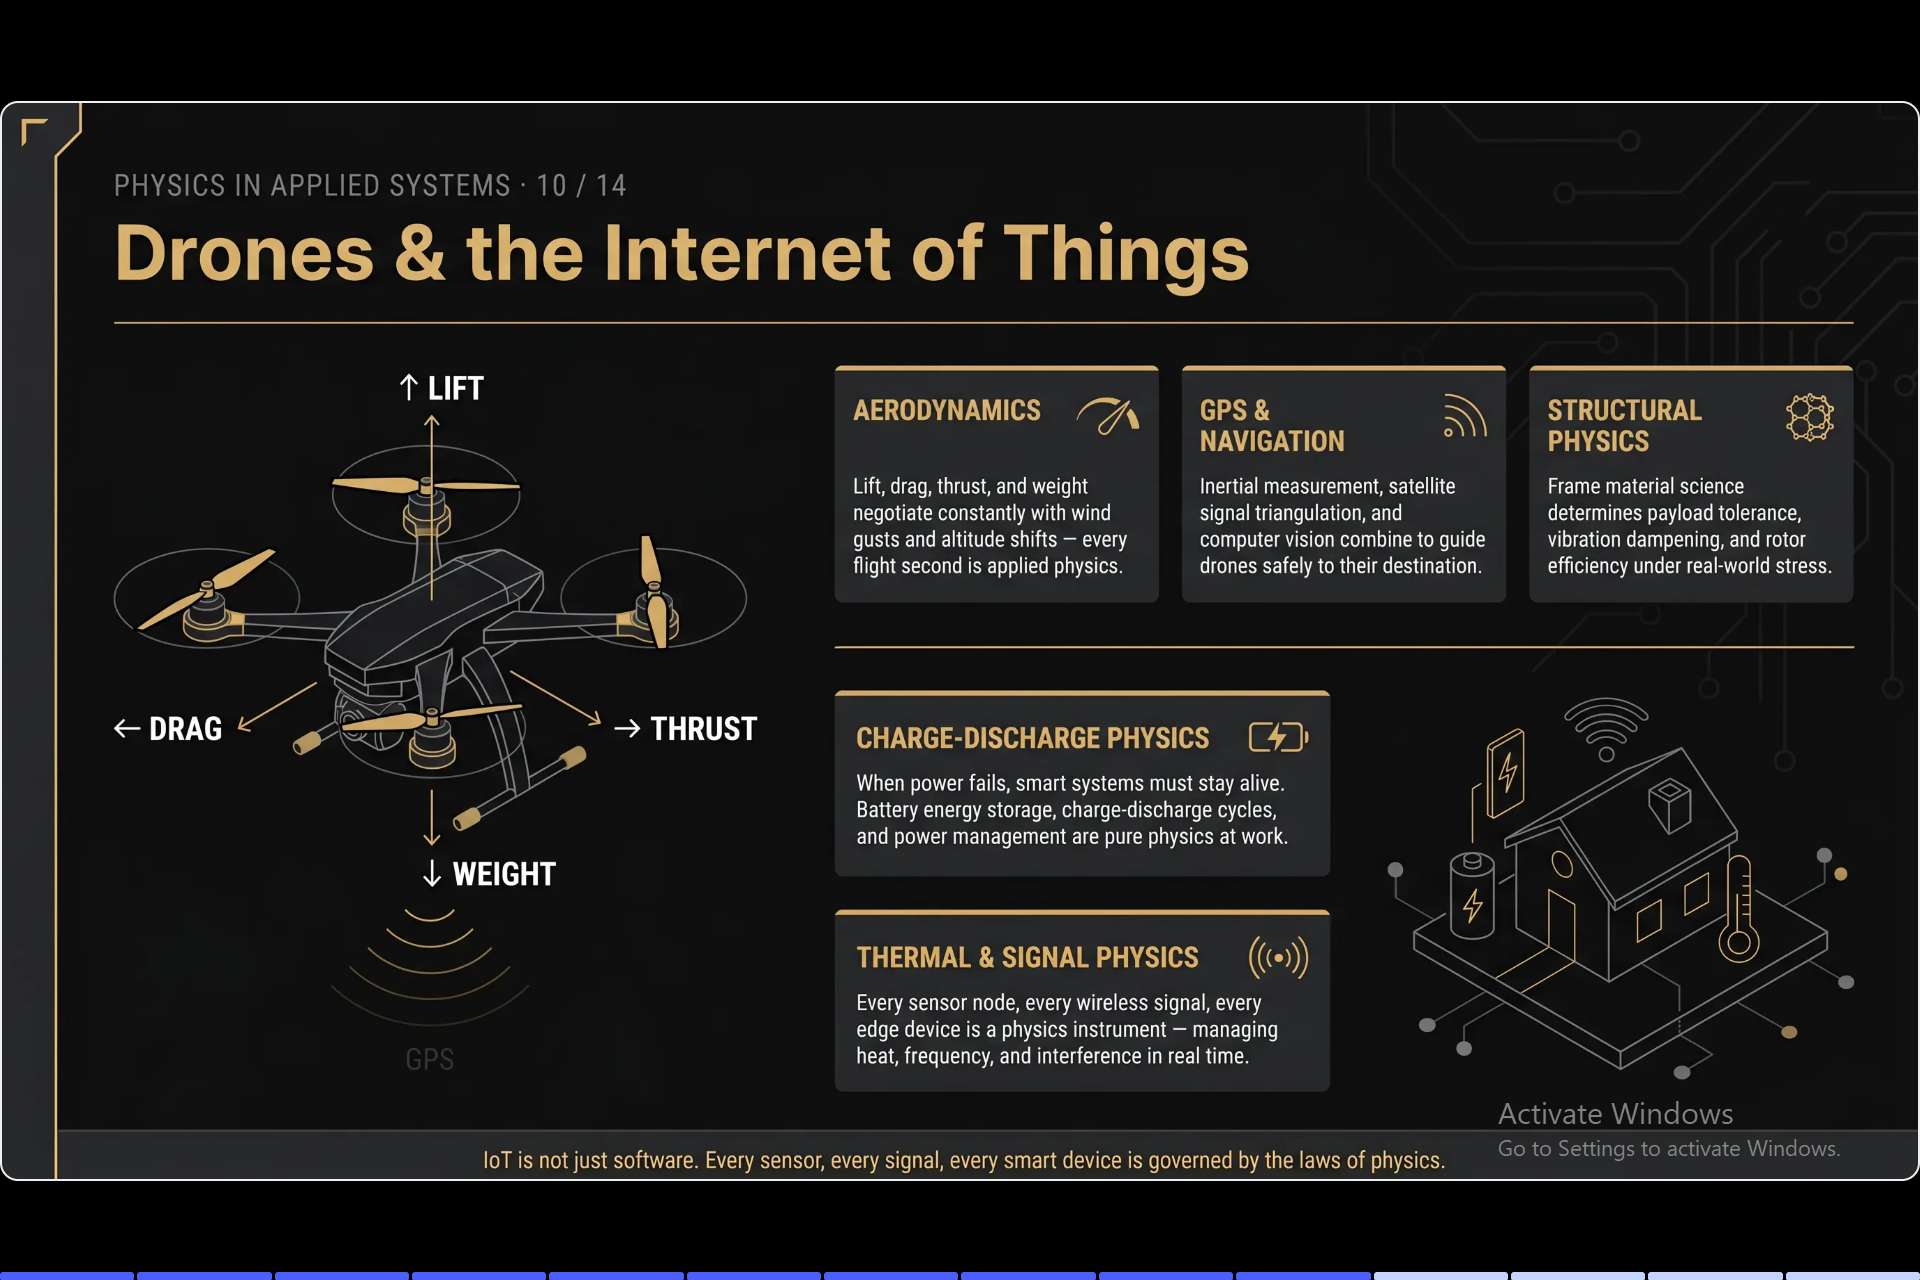 PHYSICS IN APPLIED SYSTEMS · 10 / 14
Drones & the Internet of Things
↑ LIFT
← DRAG
→ THRUST
↓ WEIGHT
GPS
AERODYNAMICS
Lift, drag, thrust, and weight
negotiate constantly with wind
gusts and altitude shifts — every
flight second is applied physics.
GPS &
NAVIGATION
Inertial measurement, satellite
signal triangulation, and
computer vision combine to guide
drones safely to their destination.
STRUCTURAL
PHYSICS
Frame material science
determines payload tolerance,
vibration dampening, and rotor
efficiency under real-world stress.
CHARGE-DISCHARGE PHYSICS
When power fails, smart systems must stay alive.
Battery energy storage, charge-discharge cycles,
and power management are pure physics at work.
THERMAL & SIGNAL PHYSICS
Every sensor node, every wireless signal, every
edge device is a physics instrument — managing
heat, frequency, and interference in real time.
Activate Windows
Go to Settings to activate Windows.
IoT is not just software. Every sensor, every signal, every smart device is governed by the laws of physics.